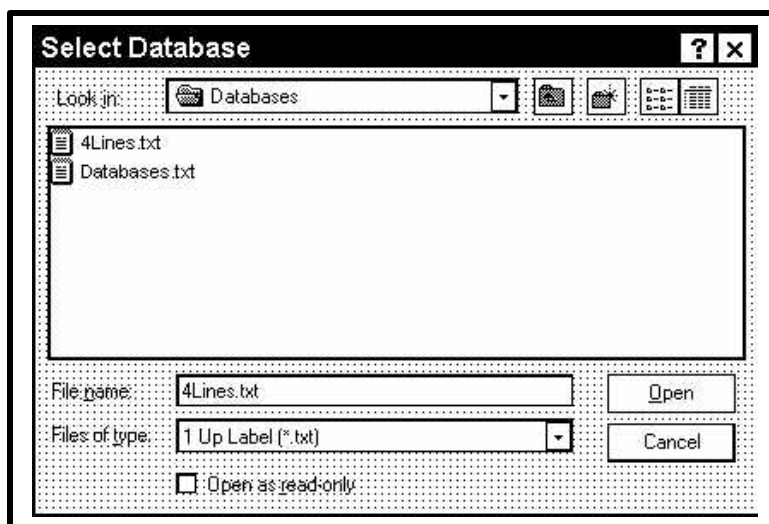 Select Database
Look in: Databases
4Lines.txt
Databases.txt
File name: 4Lines.txt Open
Files of type: 1 Up Label (*.txt) Cancel
Open as read-only